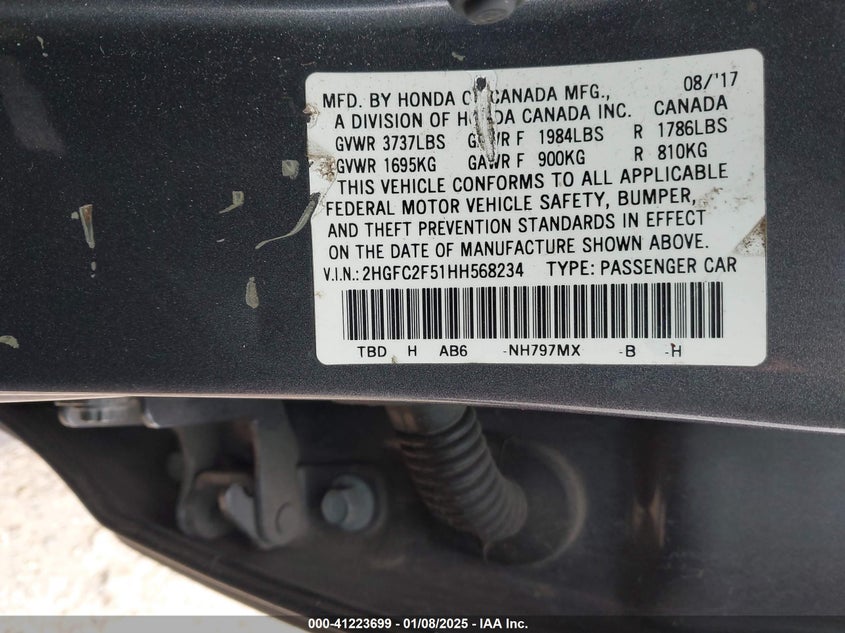 MFD. BY HONDA OF CANADA MFG., 08/'17
A DIVISION OF HONDA CANADA INC. CANADA
GVWR 3737LBS GAWR F 1984LBS R 1786LBS
GVWR 1695KG GAWR F 900KG R 810KG
THIS VEHICLE CONFORMS TO ALL APPLICABLE
FEDERAL MOTOR VEHICLE SAFETY, BUMPER,
AND THEFT PREVENTION STANDARDS IN EFFECT
ON THE DATE OF MANUFACTURE SHOWN ABOVE.
V.I.N.: 2HGFC2F51HH568234 TYPE: PASSENGER CAR
TBD H AB6 -NH797MX -B -H
000-41223699 - 01/08/2025 - IAA Inc.